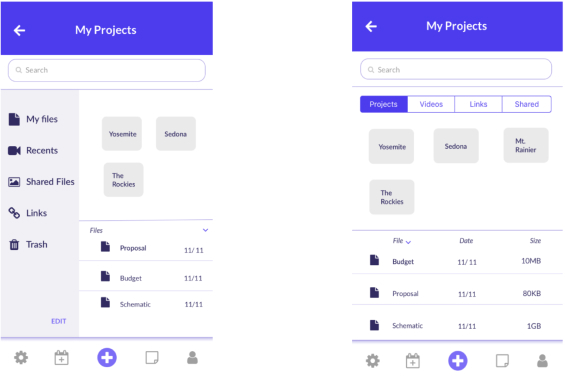 My Projects
Search
My files
Recents
Shared Files
Links
Trash
EDIT
Yosemite
Sedona
The
Rockies
Files
Proposal 11/ 11
Budget 11/11
Schematic 11/11
My Projects
Search
Projects Videos Links Shared
Yosemite
Sedona
Mt.
Rainier
The
Rockies
File Date Size
Budget 11/ 11 10MB
Proposal 11/11 80KB
Schematic 11/11 1GB